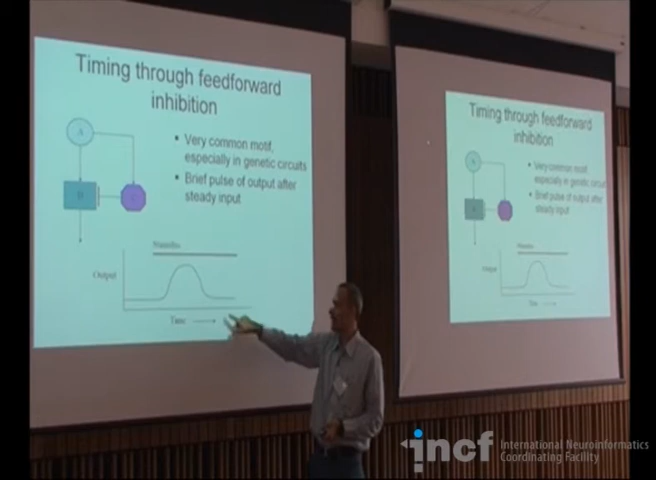 Timing through feedforward
inhibition
A
B
Very common motif,
especially in genetic circuits
Brief pulse of output after
steady input
Output
Time
Timing through feedforward
inhibition
Very common motif,
especially in genetic circuits
Brief pulse of output after
steady input
Output
Time
incf International Neuroinformatics
Coordinating Facility